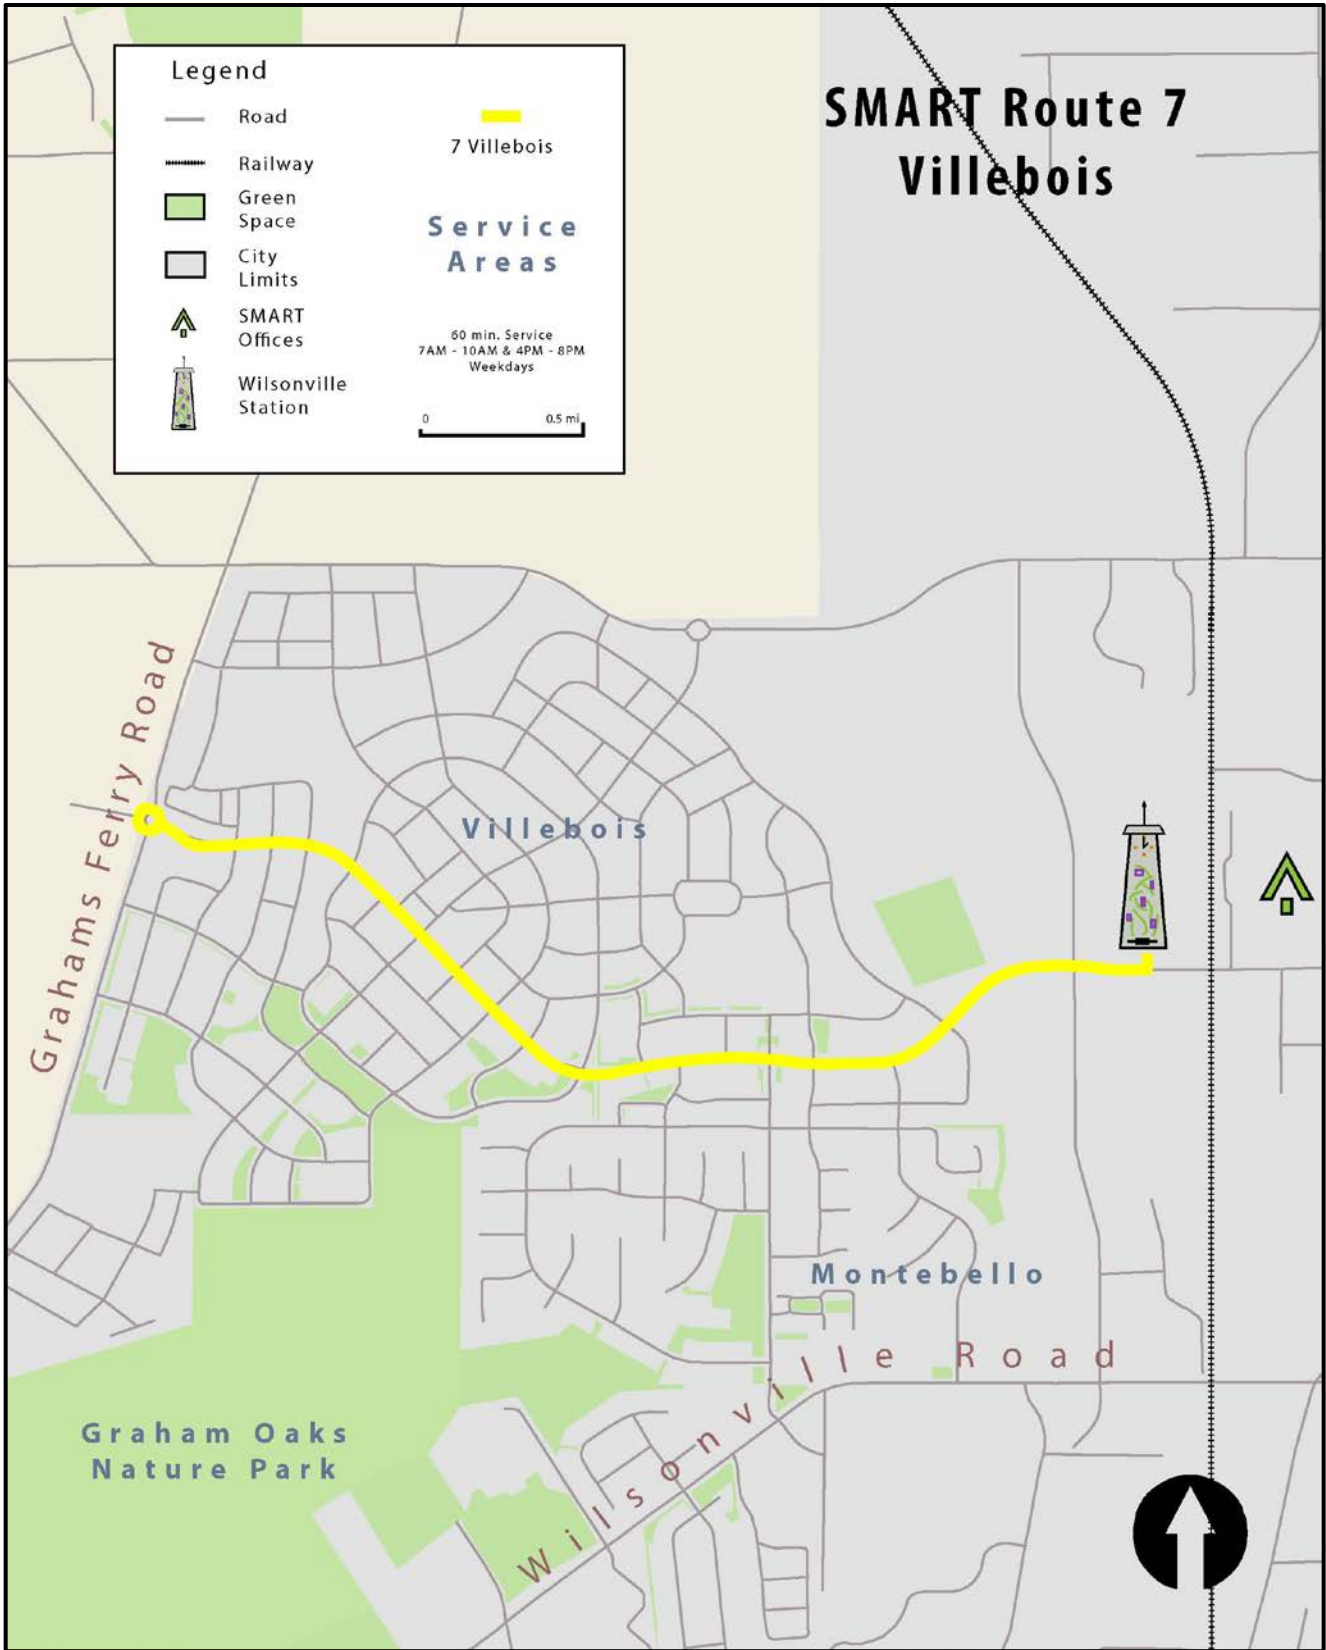 SMART Route 7
Villebois
Legend
Road
Railway
Green
Space
City
Limits
SMART
Offices
Wilsonville
Station
7 Villebois
Service
Areas
60 min. Service
7AM - 10AM & 4PM - 8PM
Weekdays
0 0.5 mi
Grahams Ferry Road
Villebois
Montebello
Wilsonville Road
Graham Oaks
Nature Park